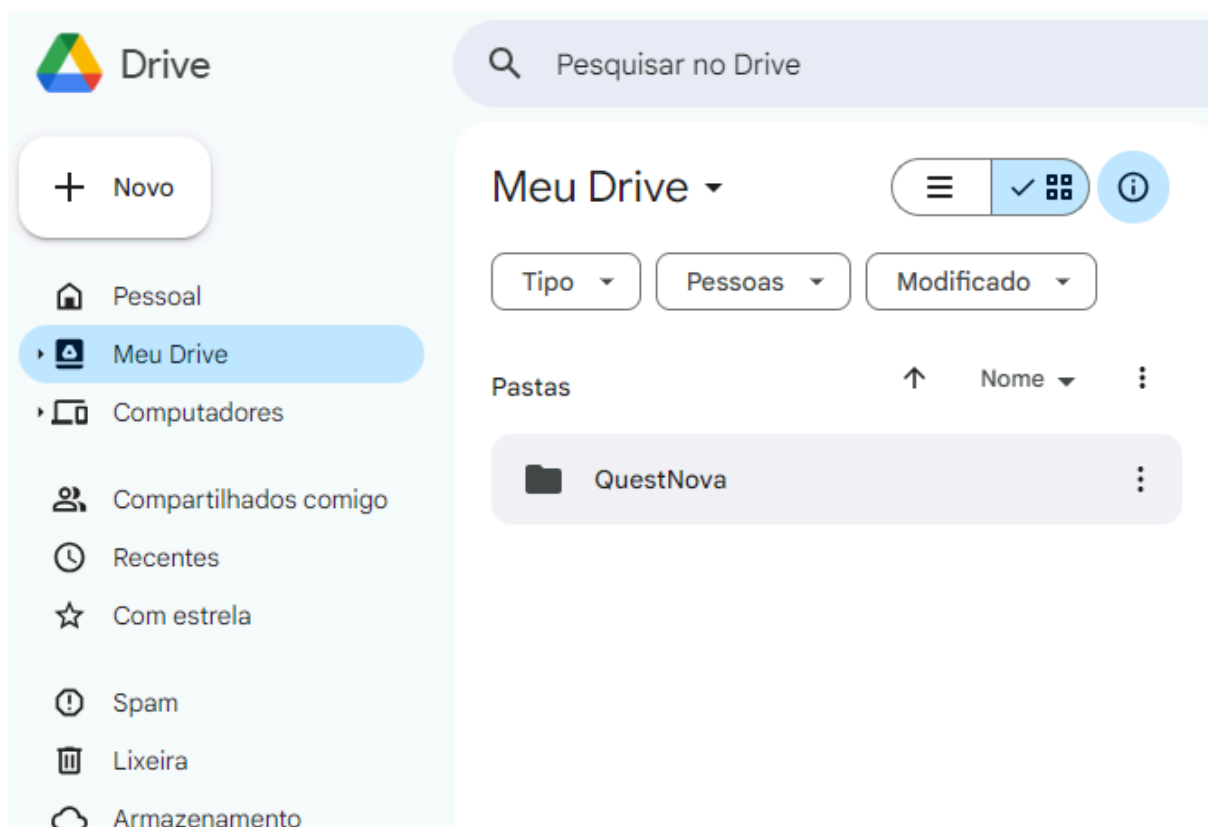 Drive
Pesquisar no Drive
Novo
Pessoal
Meu Drive
Computadores
Compartilhados comigo
Recentes
Com estrela
Spam
Lixeira
Armazenamento
Meu Drive
Tipo
Pessoas
Modificado
Pastas
Nome
QuestNova